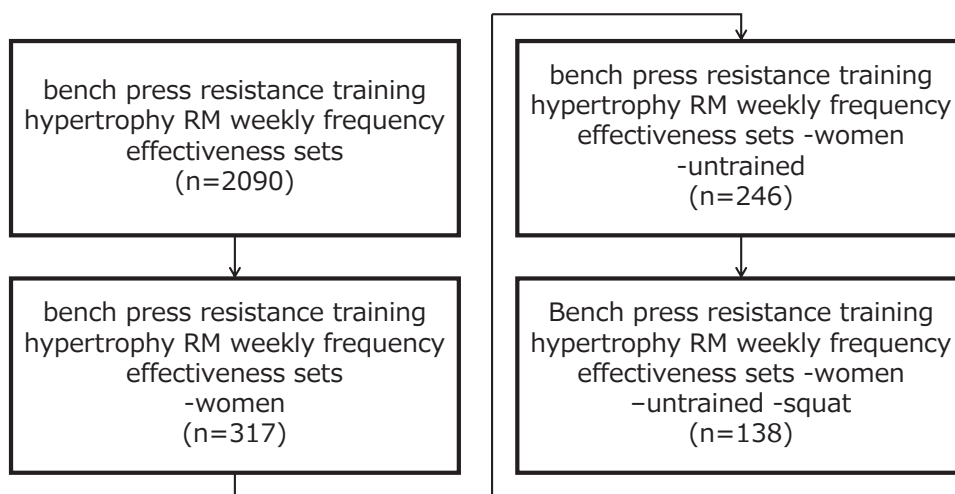 bench press resistance training
hypertrophy RM weekly frequency
effectiveness sets
(n=2090)
bench press resistance training
hypertrophy RM weekly frequency
effectiveness sets
-women
(n=317)
bench press resistance training
hypertrophy RM weekly frequency
effectiveness sets -women
-untrained
(n=246)
Bench press resistance training
hypertrophy RM weekly frequency
effectiveness sets -women
–untrained -squat
(n=138)